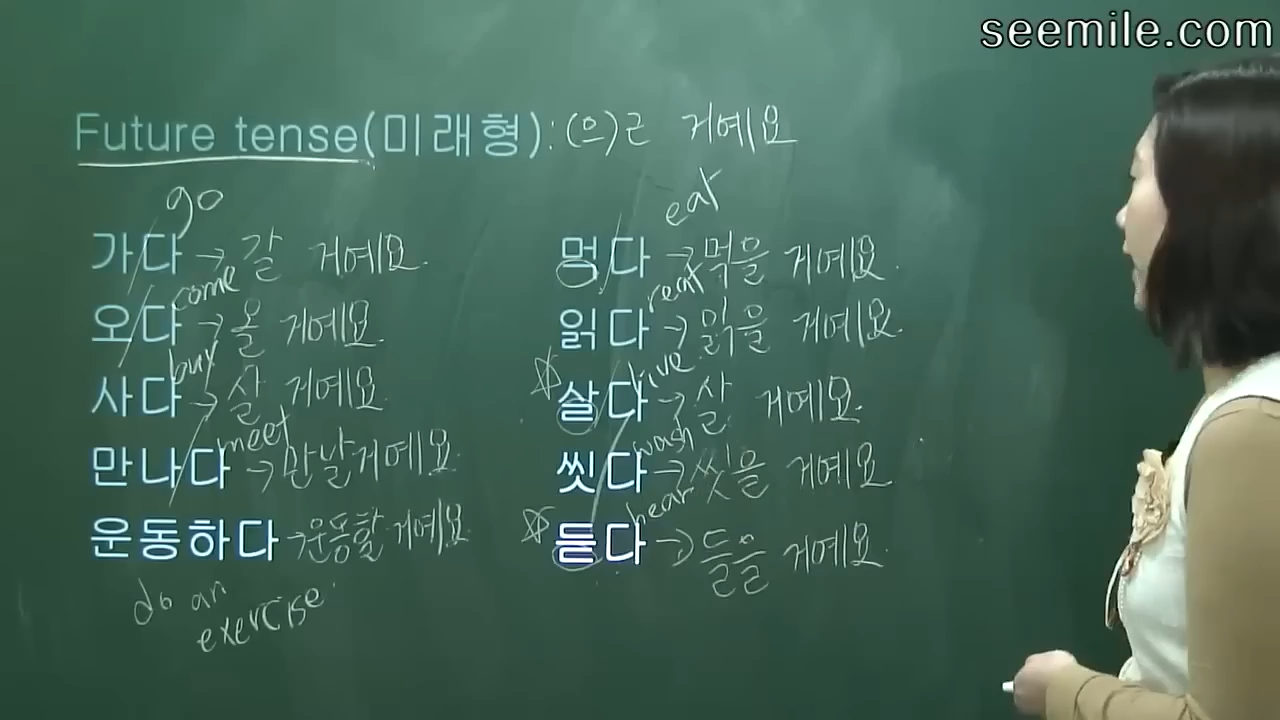 seemile.com
Future tense(미래형):(으)ㄹ 거예요
go
가다 → 갈 거예요.
come
오다 → 올 거예요.
buy
사다 → 살 거예요.
meet
만나다 → 만날거예요.
운동하다 → 운동할 거예요.
do an
exercise
eat
멍다 → 먹을 거예요.
읽다 → 읽을 거예요.
live
살다 → 살 거예요.
wash
씻다 → 씻을 거예요.
hear
듣다 → 들을 거예요.